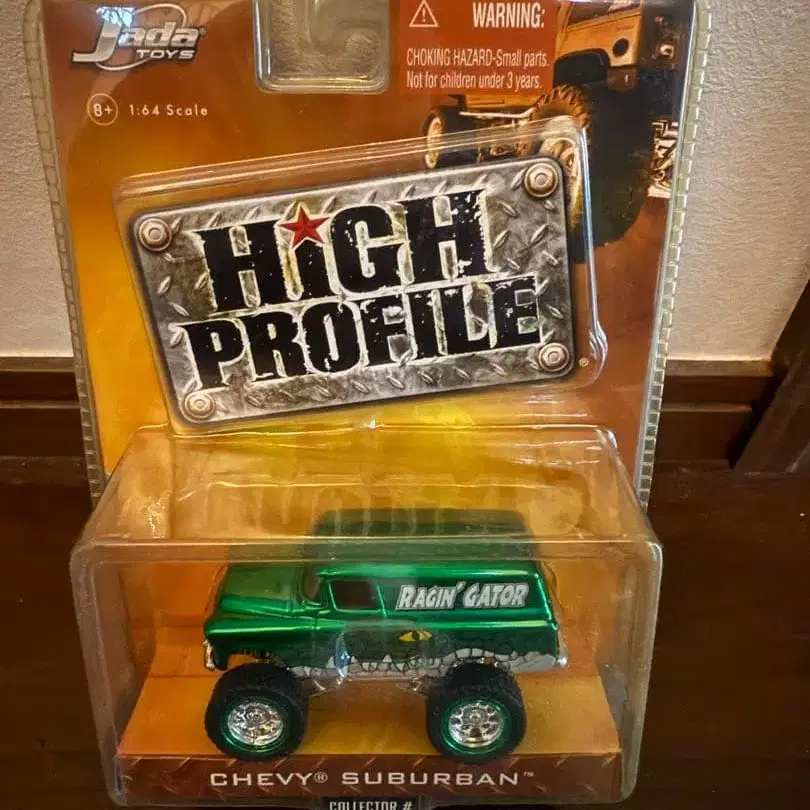 Jada
TOYS
8+ 1:64 Scale
WARNING:
CHOKING HAZARD-Small parts.
Not for children under 3 years.
HIGH
PROFILE
®
RAGIN' GATOR
CHEVY® SUBURBAN™
COLLECTOR #